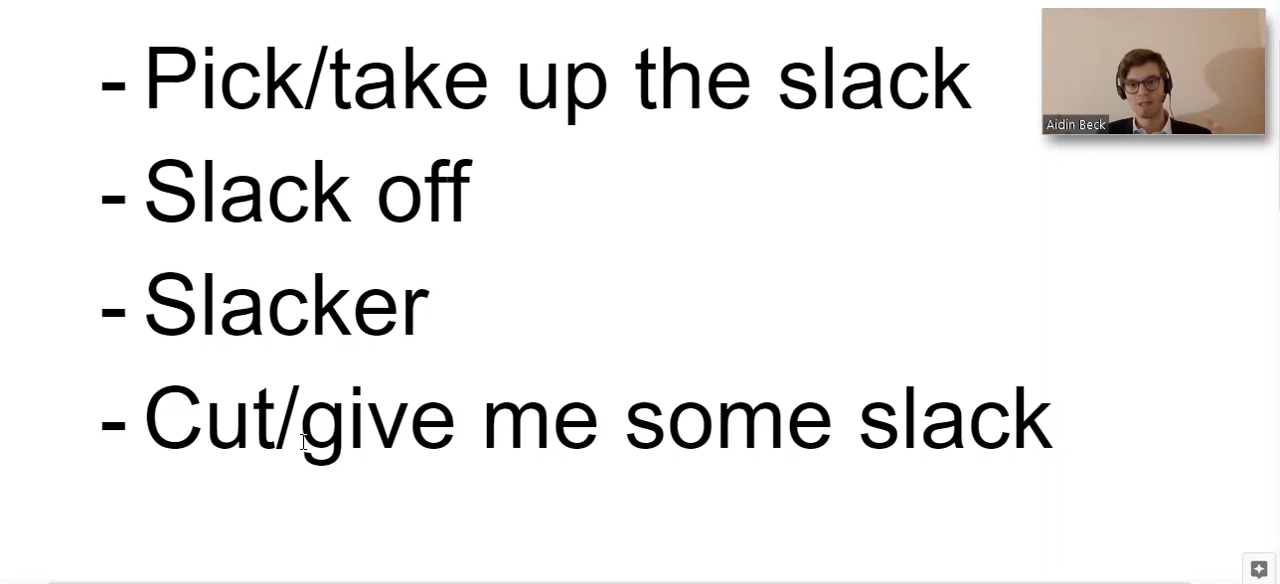 - Pick/take up the slack
- Slack off
- Slacker
- Cut/give me some slack
Aidin Beck